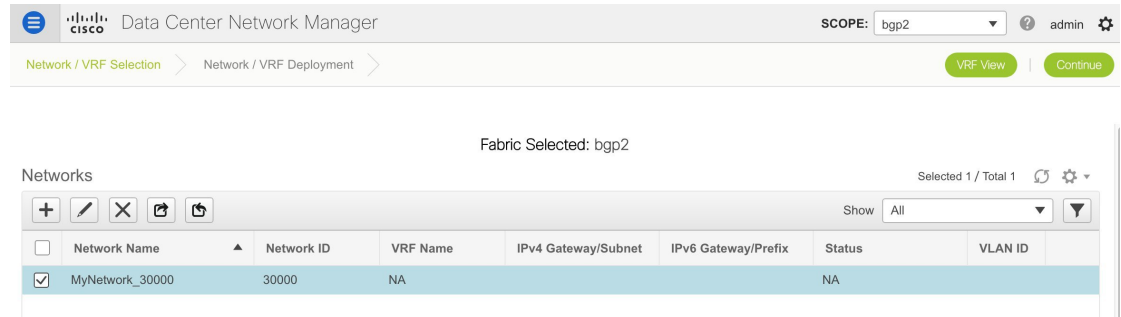 cisco Data Center Network Manager SCOPE: bgp2 admin
Network / VRF Selection Network / VRF Deployment VRF View | Continue
Fabric Selected: bgp2
Networks Selected 1 / Total 1
Show All
Network Name Network ID VRF Name IPv4 Gateway/Subnet IPv6 Gateway/Prefix Status VLAN ID
MyNetwork_30000 30000 NA NA